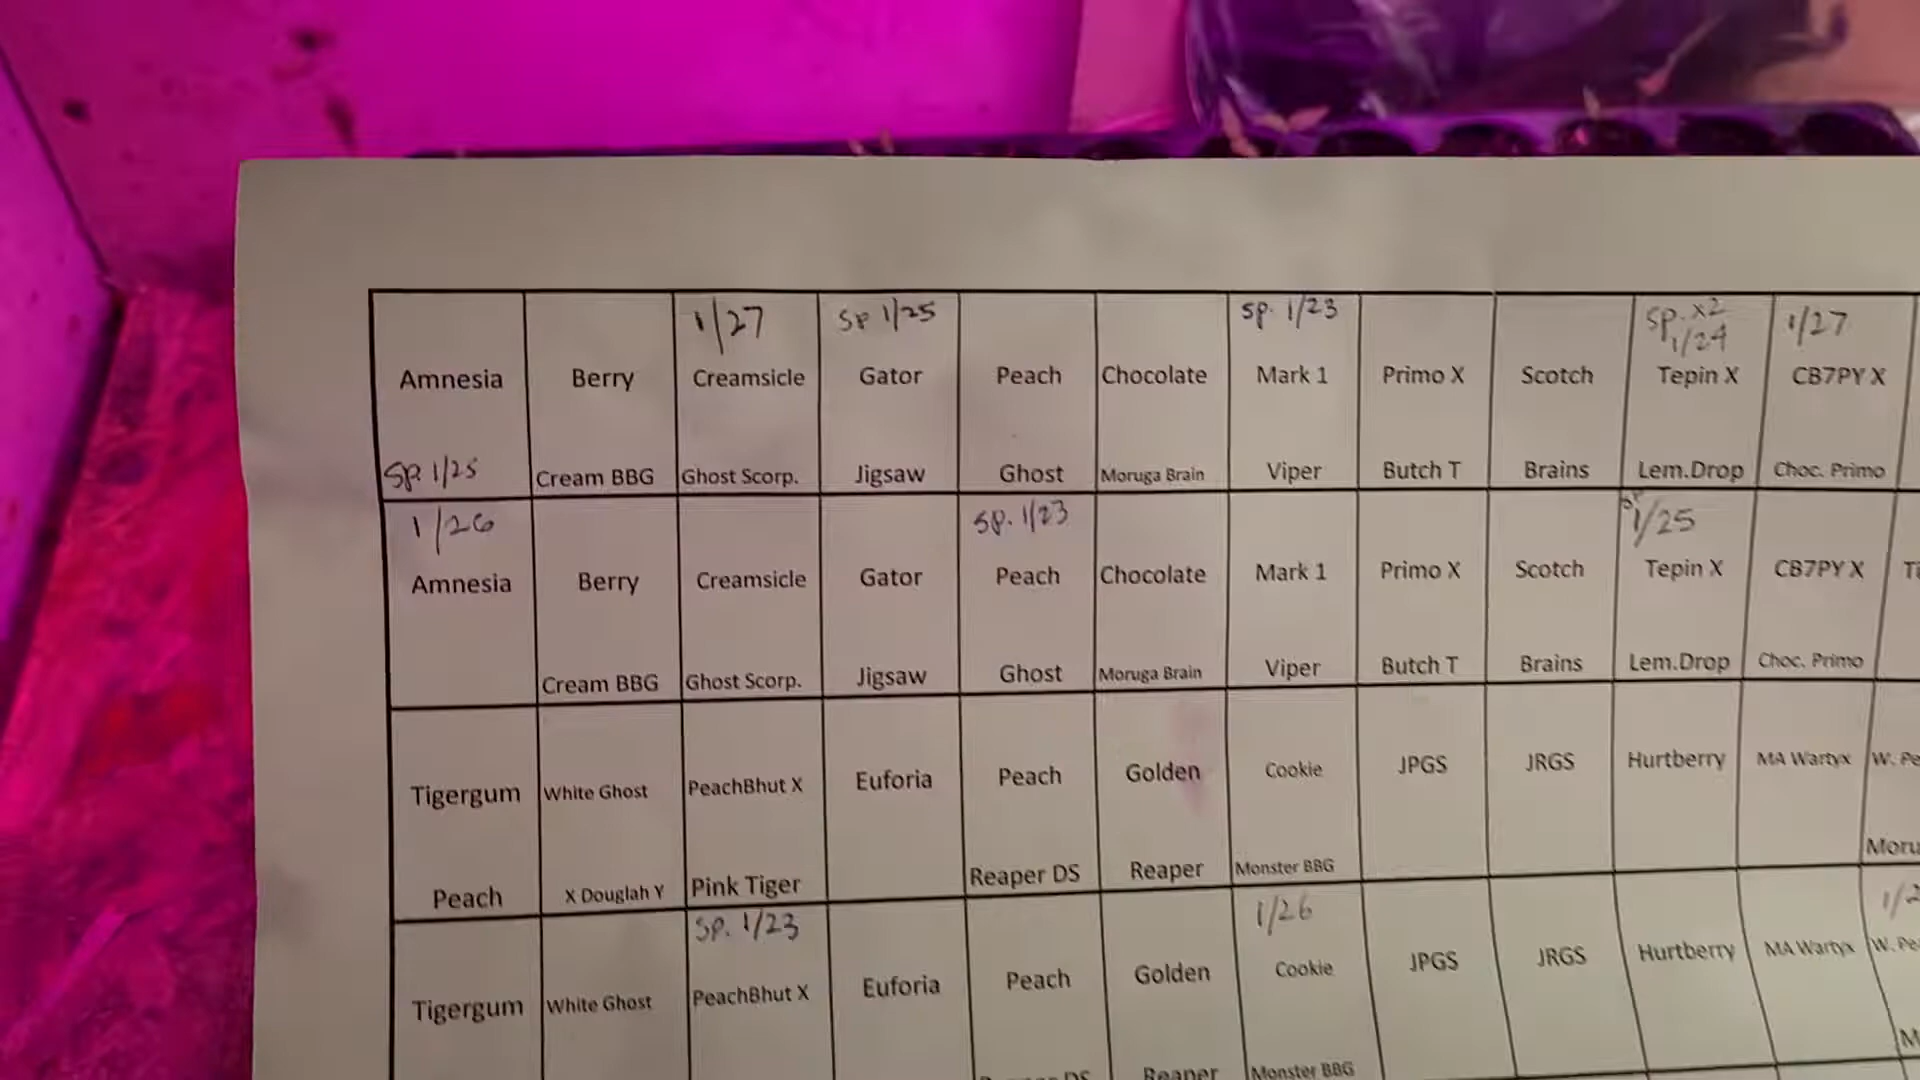 1/27 sp 1/25 sp. 1/23 sp. x2 1/27
1/24
Amnesia Berry Creamsicle Gator Peach Chocolate Mark 1 Primo X Scotch Tepin X CB7PY X
sp. 1/25 Cream BBG Ghost Scorp. Jigsaw Ghost Moruga Brain Viper Butch T Brains Lem.Drop Choc. Primo
1/26 sp. 1/23 sp 1/25
Amnesia Berry Creamsicle Gator Peach Chocolate Mark 1 Primo X Scotch Tepin X CB7PY X
Cream BBG Ghost Scorp. Jigsaw Ghost Moruga Brain Viper Butch T Brains Lem.Drop Choc. Primo
Tigergum White Ghost PeachBhut X Euforia Peach Golden Cookie JPGS JRGS Hurtberry MA Wartyx W. Pe
Peach X Douglah Y Pink Tiger Reaper DS Reaper Monster BBG Moru
sp. 1/23 1/26
Tigergum White Ghost PeachBhut X Euforia Peach Golden Cookie JPGS JRGS Hurtberry MA Wartyx W. Pe
Reaper Monster BBG